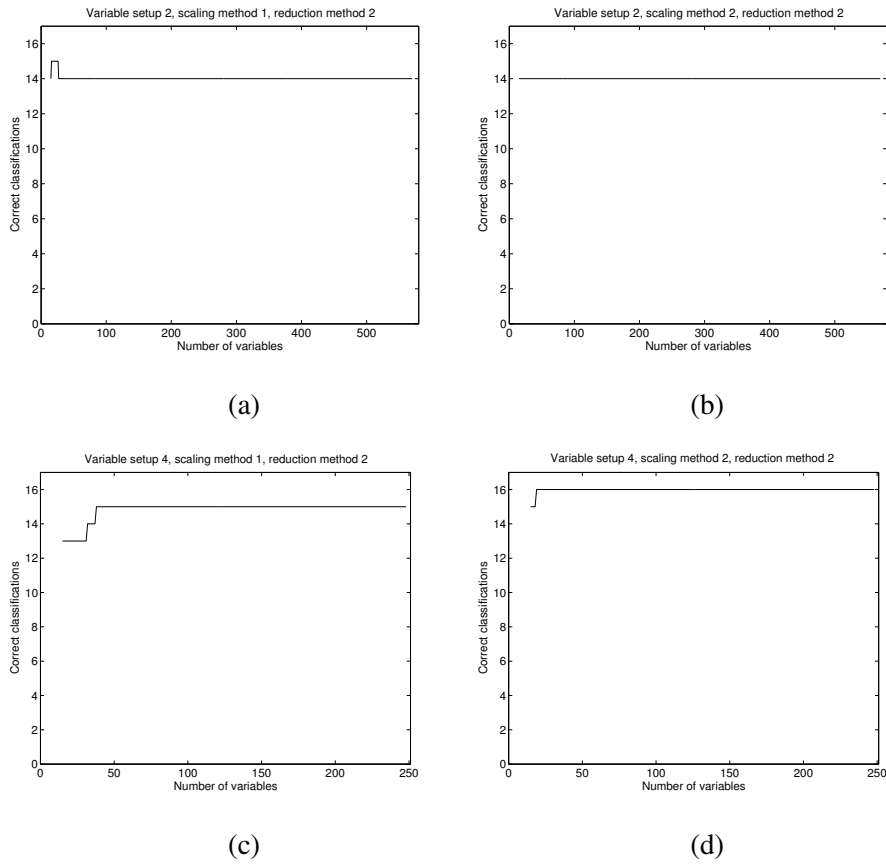 Variable setup 2, scaling method 1, reduction method 2
16
14
12
10
8
6
4
2
0
Correct classifications
0 100 200 300 400 500
Number of variables
(a)
Variable setup 2, scaling method 2, reduction method 2
16
14
12
10
8
6
4
2
0
Correct classifications
0 100 200 300 400 500
Number of variables
(b)
Variable setup 4, scaling method 1, reduction method 2
16
14
12
10
8
6
4
2
0
Correct classifications
0 50 100 150 200 250
Number of variables
(c)
Variable setup 4, scaling method 2, reduction method 2
16
14
12
10
8
6
4
2
0
Correct classifications
0 50 100 150 200 250
Number of variables
(d)